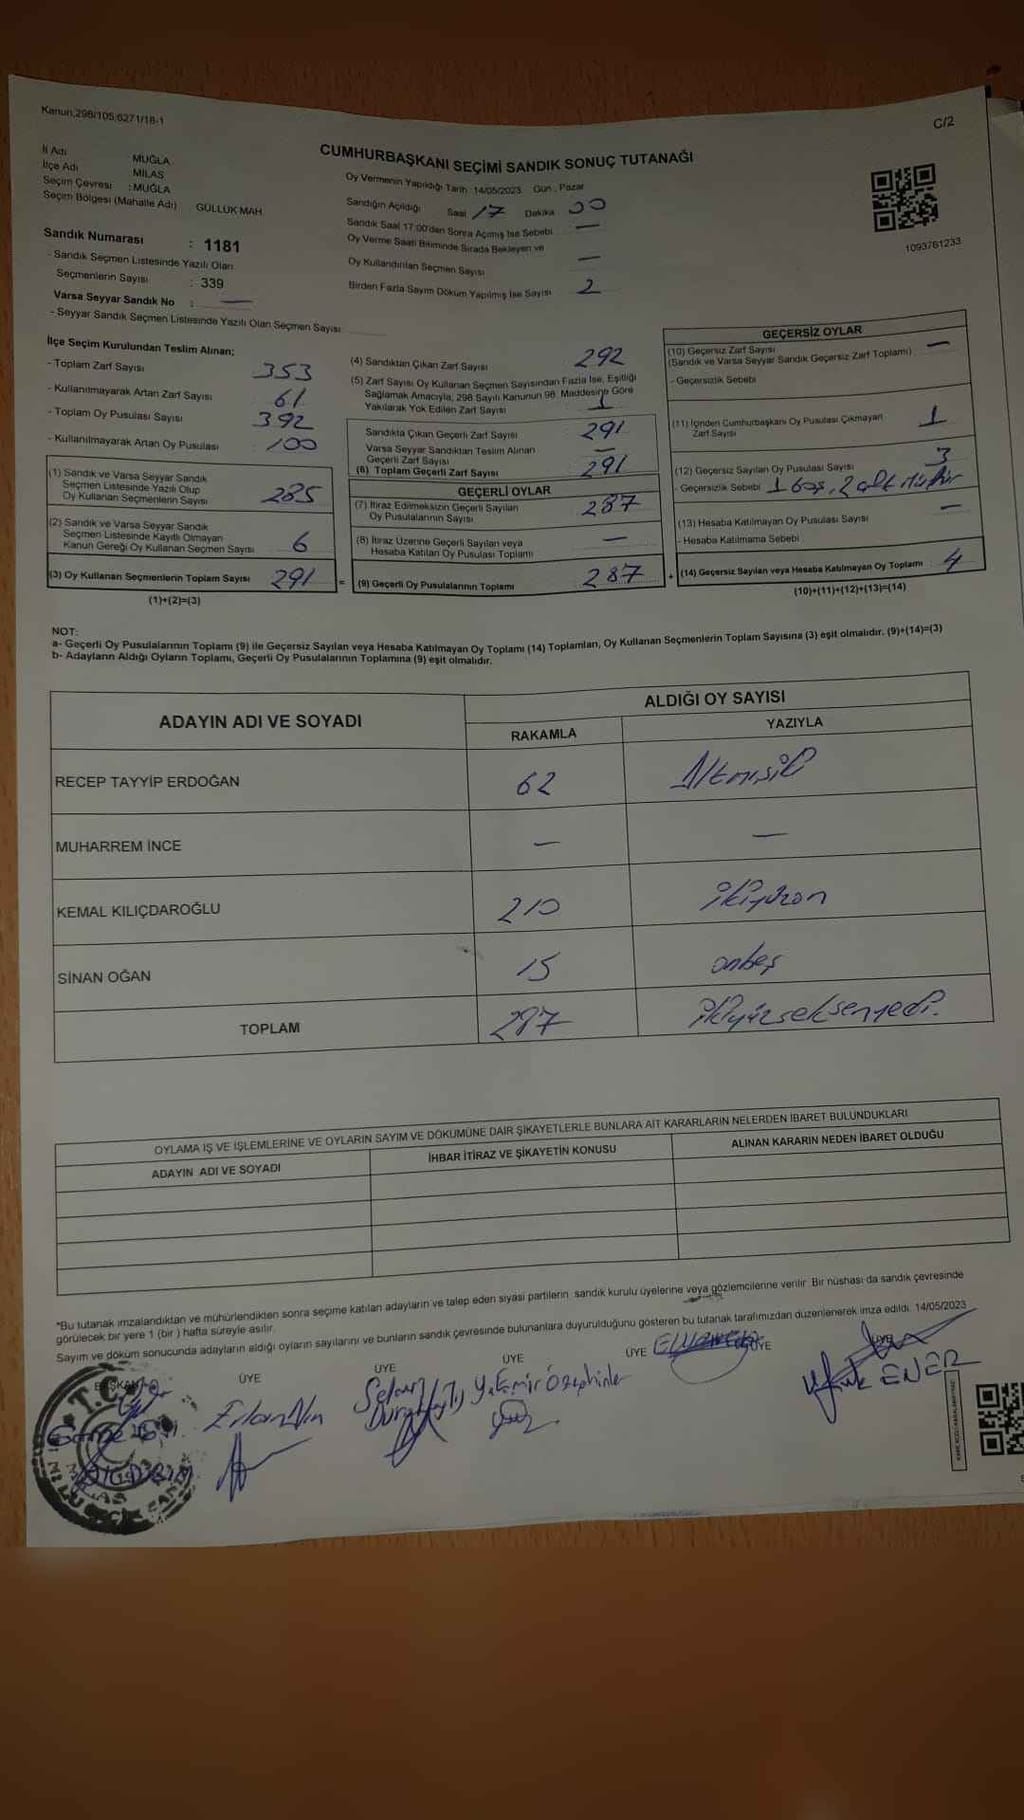 Kanun,298/105,6271/18-1
C/2
İl Adı MUĞLA
İlçe Adı MİLAS
Seçim Çevresi : MUĞLA
Seçim Bölgesi (Mahalle Adı) GÜLLÜK MAH.
Sandık Numarası : 1181
- Sandık Seçmen Listesinde Yazılı Olan
Seçmenlerin Sayısı : 339
Varsa Seyyar Sandık No : —
- Seyyar Sandık Seçmen Listesinde Yazılı Olan Seçmen Sayısı
CUMHURBAŞKANI SEÇİMİ SANDIK SONUÇ TUTANAĞI
Oy Vermenin Yapıldığı Tarih :14/05/2023 Gün : Pazar
Sandığın Açıldığı Saat 17 Dakika 00
Sandık Saat 17:00'den Sonra Açılmış İse Sebebi —
Oy Verme Saati Bitiminde Sırada Bekleyen ve
Oy Kullandırılan Seçmen Sayısı —
Birden Fazla Sayım Döküm Yapılmış İse Sayısı 2
1093761233
İlçe Seçim Kurulundan Teslim Alınan;
- Toplam Zarf Sayısı 353
- Kullanılmayarak Artan Zarf Sayısı 61
- Toplam Oy Pusulası Sayısı 392
- Kullanılmayarak Artan Oy Pusulası 100
(1) Sandık ve Varsa Seyyar Sandık
Seçmen Listesinde Yazılı Olup
Oy Kullanan Seçmenlerin Sayısı 285
(2) Sandık ve Varsa Seyyar Sandık
Seçmen Listesinde Kayıtlı Olmayan
Kanun Gereği Oy Kullanan Seçmen Sayısı 6
(3) Oy Kullanan Seçmenlerin Toplam Sayısı 291 =
(1)+(2)=(3)
(4) Sandıktan Çıkan Zarf Sayısı 292
(5) Zarf Sayısı Oy Kullanan Seçmen Sayısından Fazla İse, Eşitliği
Sağlamak Amacıyla, 298 Sayılı Kanunun 98. Maddesine Göre
Yakılarak Yok Edilen Zarf Sayısı 1
Sandıkta Çıkan Geçerli Zarf Sayısı 291
Varsa Seyyar Sandıktan Teslim Alınan
Geçerli Zarf Sayısı —
(6) Toplam Geçerli Zarf Sayısı 291
GEÇERLİ OYLAR
(7) İtiraz Edilmeksizin Geçerli Sayılan
Oy Pusulalarının Sayısı 287
(8) İtiraz Üzerine Geçerli Sayılan veya
Hesaba Katılan Oy Pusulası Toplamı —
(9) Geçerli Oy Pusulalarının Toplamı 287 +
GEÇERSİZ OYLAR
(10) Geçersiz Zarf Sayısı —
(Sandık ve Varsa Seyyar Sandık Geçersiz Zarf Toplamı)
- Geçersizlik Sebebi
(11) İçinden Cumhurbaşkanı Oy Pusulası Çıkmayan
Zarf Sayısı 1
(12) Geçersiz Sayılan Oy Pusulası Sayısı 3
- Geçersizlik Sebebi 1 boş, 2 çift mühür
(13) Hesaba Katılmayan Oy Pusulası Sayısı —
- Hesaba Katılmama Sebebi
(14) Geçersiz Sayılan veya Hesaba Katılmayan Oy Toplamı 4
(10)+(11)+(12)+(13)=(14)
NOT:
a- Geçerli Oy Pusulalarının Toplamı (9) ile Geçersiz Sayılan veya Hesaba Katılmayan Oy Toplamı (14) Toplamları, Oy Kullanan Seçmenlerin Toplam Sayısına (3) eşit olmalıdır. (9)+(14)=(3)
b- Adayların Aldığı Oyların Toplamı, Geçerli Oy Pusulalarının Toplamına (9) eşit olmalıdır.
ADAYIN ADI VE SOYADI
ALDIĞI OY SAYISI
RAKAMLA YAZIYLA
RECEP TAYYİP ERDOĞAN 62 Altmışiki
MUHARREM İNCE — —
KEMAL KILIÇDAROĞLU 210 ikiyüzon
SİNAN OĞAN 15 onbeş
TOPLAM 287 ikiyüzseksenyedi.
OYLAMA İŞ VE İŞLEMLERİNE VE OYLARIN SAYIM VE DÖKÜMÜNE DAİR ŞİKAYETLERLE BUNLARA AİT KARARLARIN NELERDEN İBARET BULUNDUKLARI
ADAYIN ADI VE SOYADI İHBAR İTİRAZ VE ŞİKAYETİN KONUSU ALINAN KARARIN NEDEN İBARET OLDUĞU
*Bu tutanak imzalandıktan ve mühürlendikten sonra seçime katılan adayların ve talep eden siyasi partilerin sandık kurulu üyelerine veya gözlemcilerine verilir. Bir nüshası da sandık çevresinde
görülecek bir yere 1 (bir) hafta süreyle asılır.
Sayım ve döküm sonucunda adayların aldığı oyların sayılarını ve bunların sandık çevresinde bulunanlara duyurulduğunu gösteren bu tutanak tarafımızdan düzenlenerek imza edildi. 14/05/2023
BAŞKAN ÜYE ÜYE ÜYE ÜYE ÜYE ÜYE
T.C.
Y. Emir
ENER